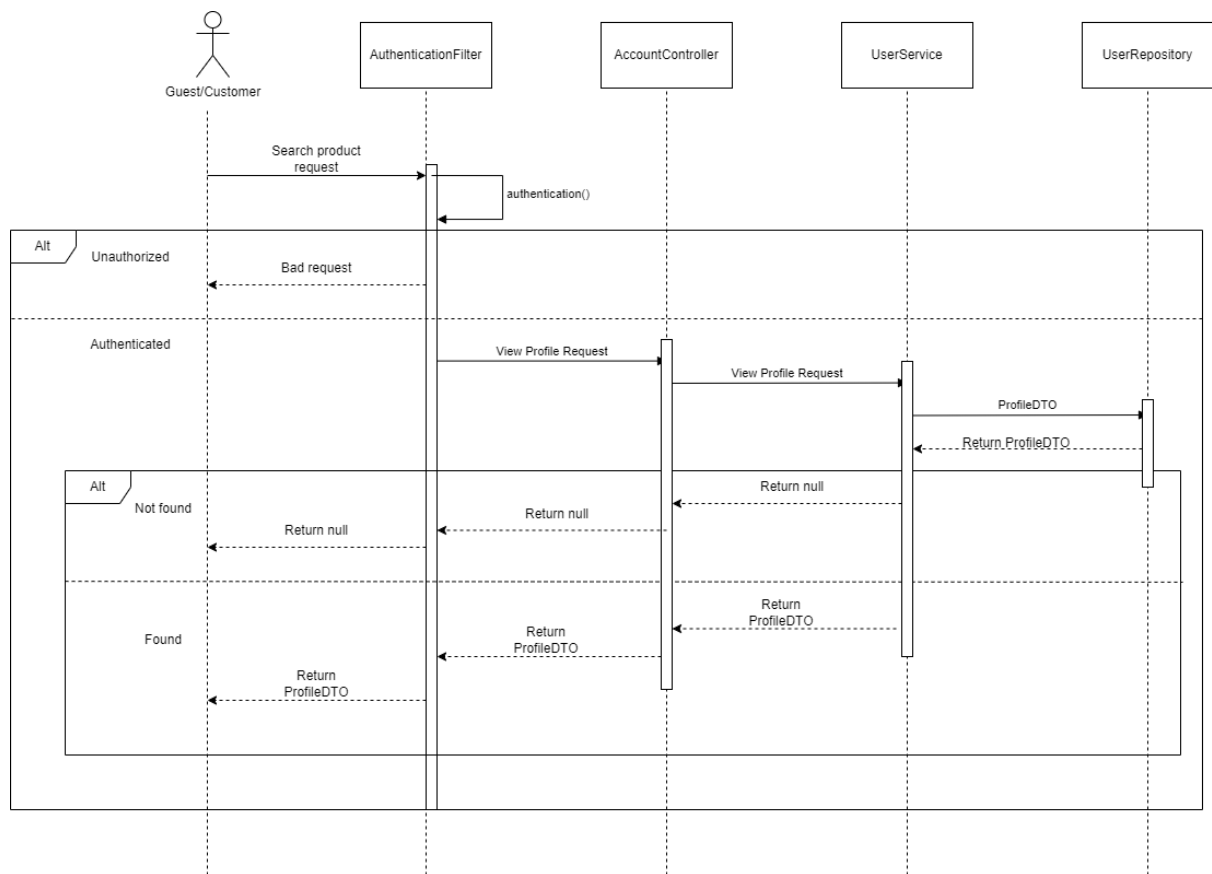 Guest/Customer
AuthenticationFilter
AccountController
UserService
UserRepository
Search product
request
authentication()
Alt
Unauthorized
Bad request
Authenticated
View Profile Request
View Profile Request
ProfileDTO
Return ProfileDTO
Alt
Not found
Return null
Return null
Return null
Found
Return
ProfileDTO
Return
ProfileDTO
Return
ProfileDTO